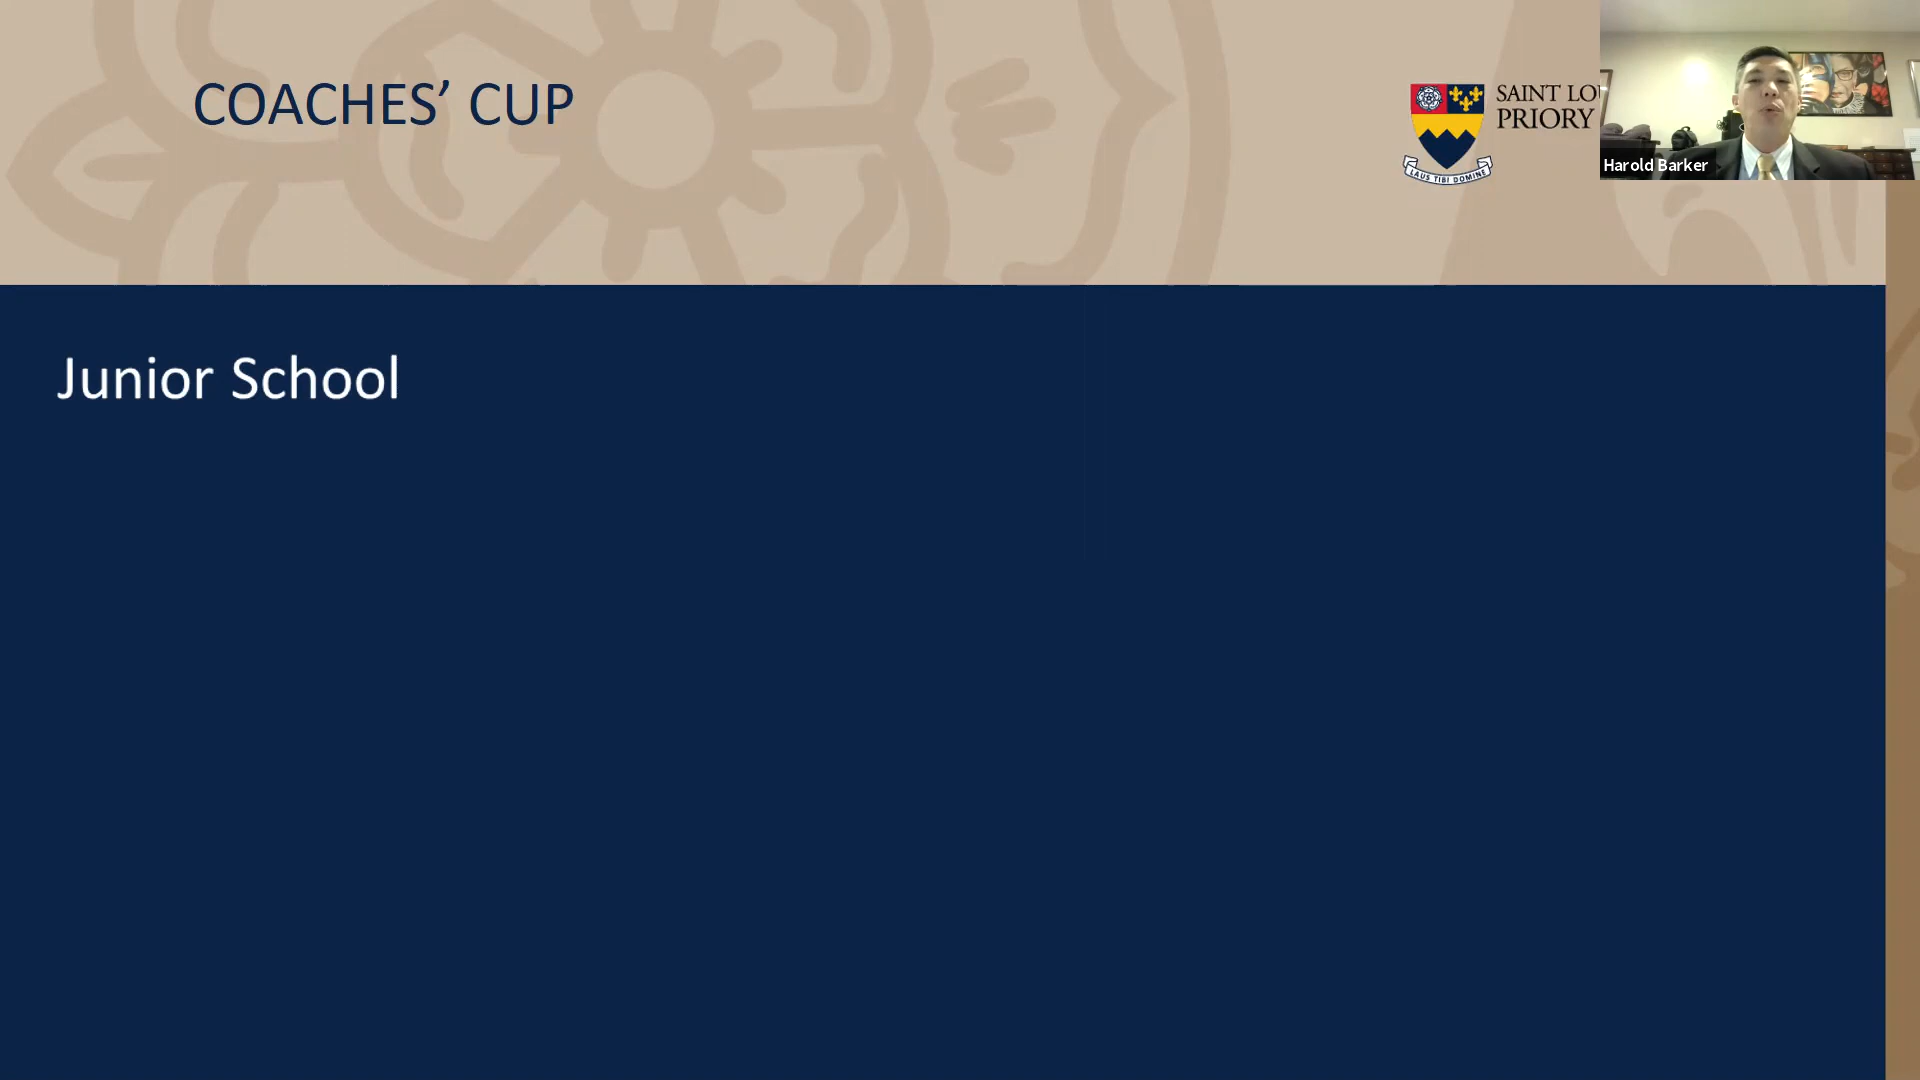 COACHES’ CUP
SAINT LO
PRIORY
LAUS TIBI DOMINE
Harold Barker
Junior School